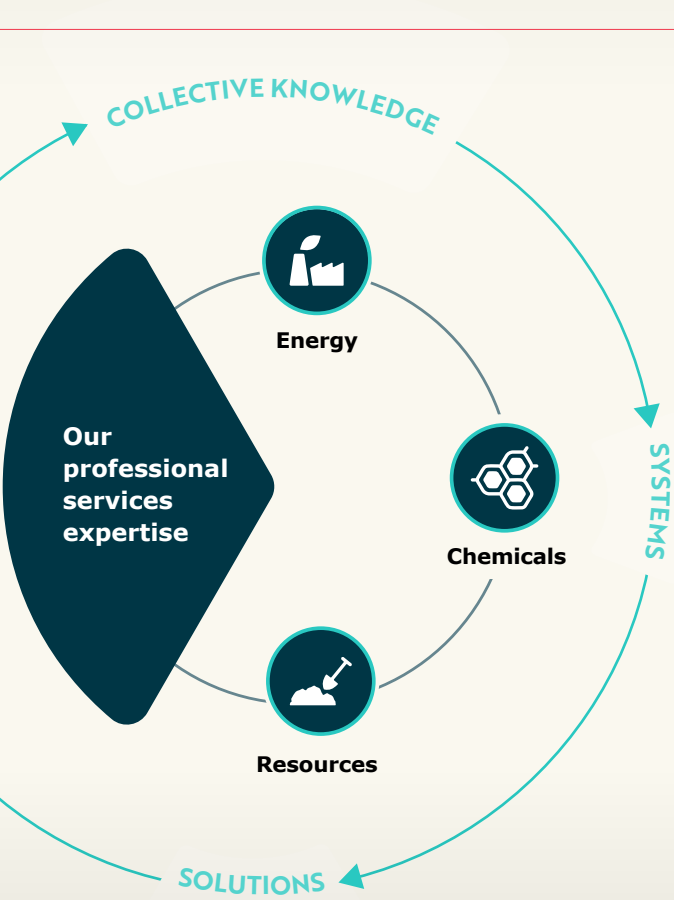 COLLECTIVE KNOWLEDGE
Energy
Our
professional
services
expertise
SYSTEMS
Chemicals
Resources
SOLUTIONS